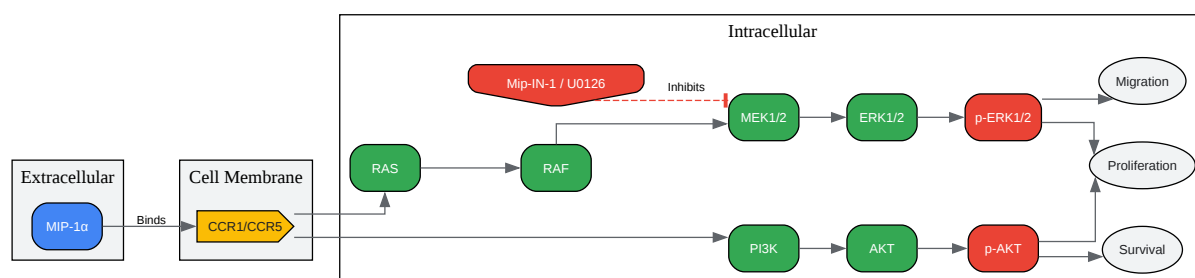 Intracellular
Mip-IN-1 / U0126
Inhibits
Migration
MEK1/2
ERK1/2
p-ERK1/2
Extracellular
Cell Membrane
RAS
RAF
Proliferation
MIP-1α
Binds
CCR1/CCR5
PI3K
AKT
p-AKT
Survival